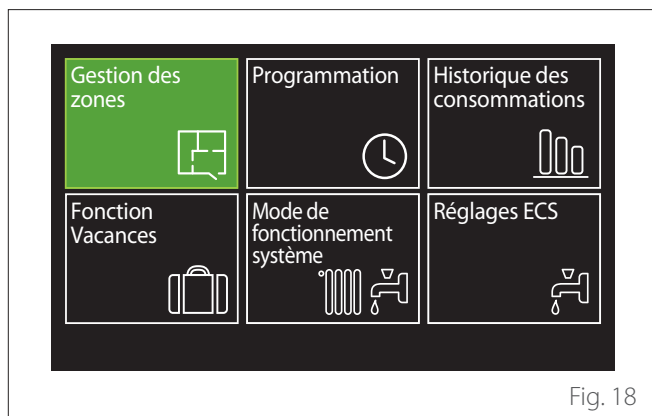 Gestion des
zones
Programmation
Historique des
consommations
Fonction
Vacances
Mode de
fonctionnement
système
Réglages ECS
Fig. 18